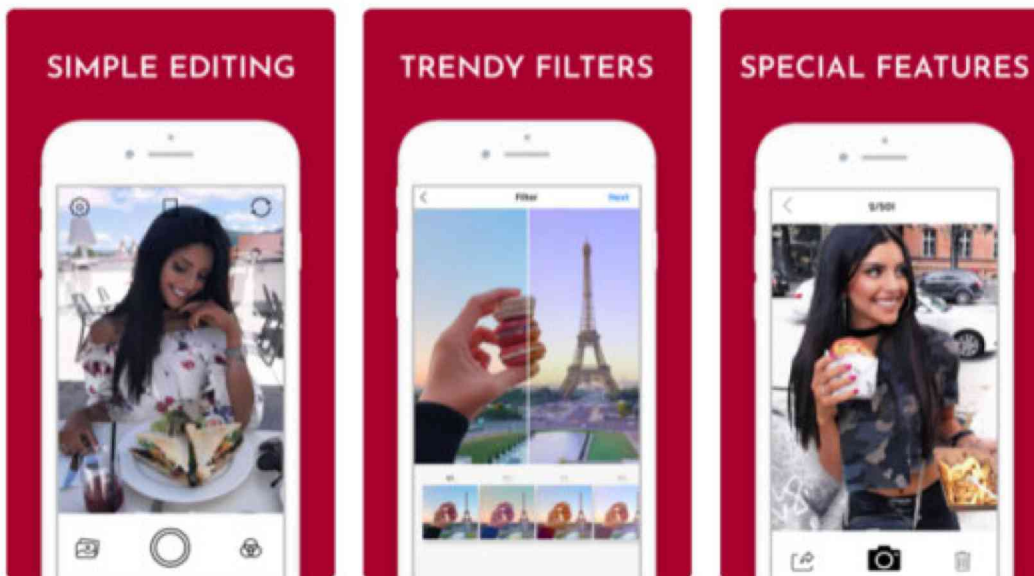 SIMPLE EDITING
TRENDY FILTERS
SPECIAL FEATURES
Filter
Next